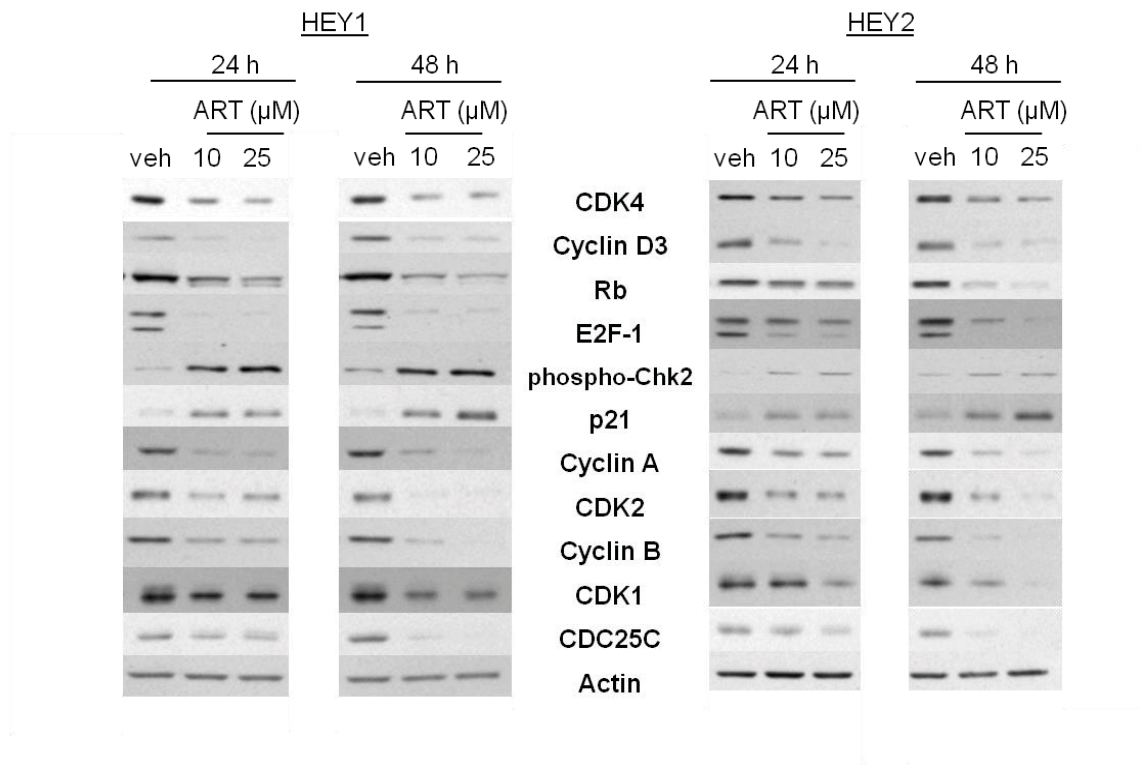 HEY1 HEY2
24 h 48 h 24 h 48 h
ART (µM) ART (µM) ART (µM) ART (µM)
veh 10 25 veh 10 25 veh 10 25 veh 10 25
CDK4
Cyclin D3
Rb
E2F-1
phospho-Chk2
p21
Cyclin A
CDK2
Cyclin B
CDK1
CDC25C
Actin